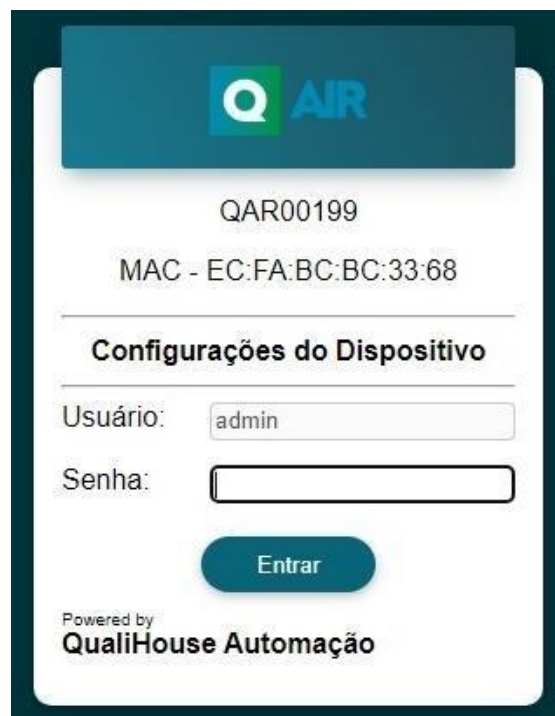 Q AIR
QAR00199
MAC - EC:FA:BC:BC:33:68
Configurações do Dispositivo
Usuário: admin
Senha:
Entrar
Powered by
QualiHouse Automação